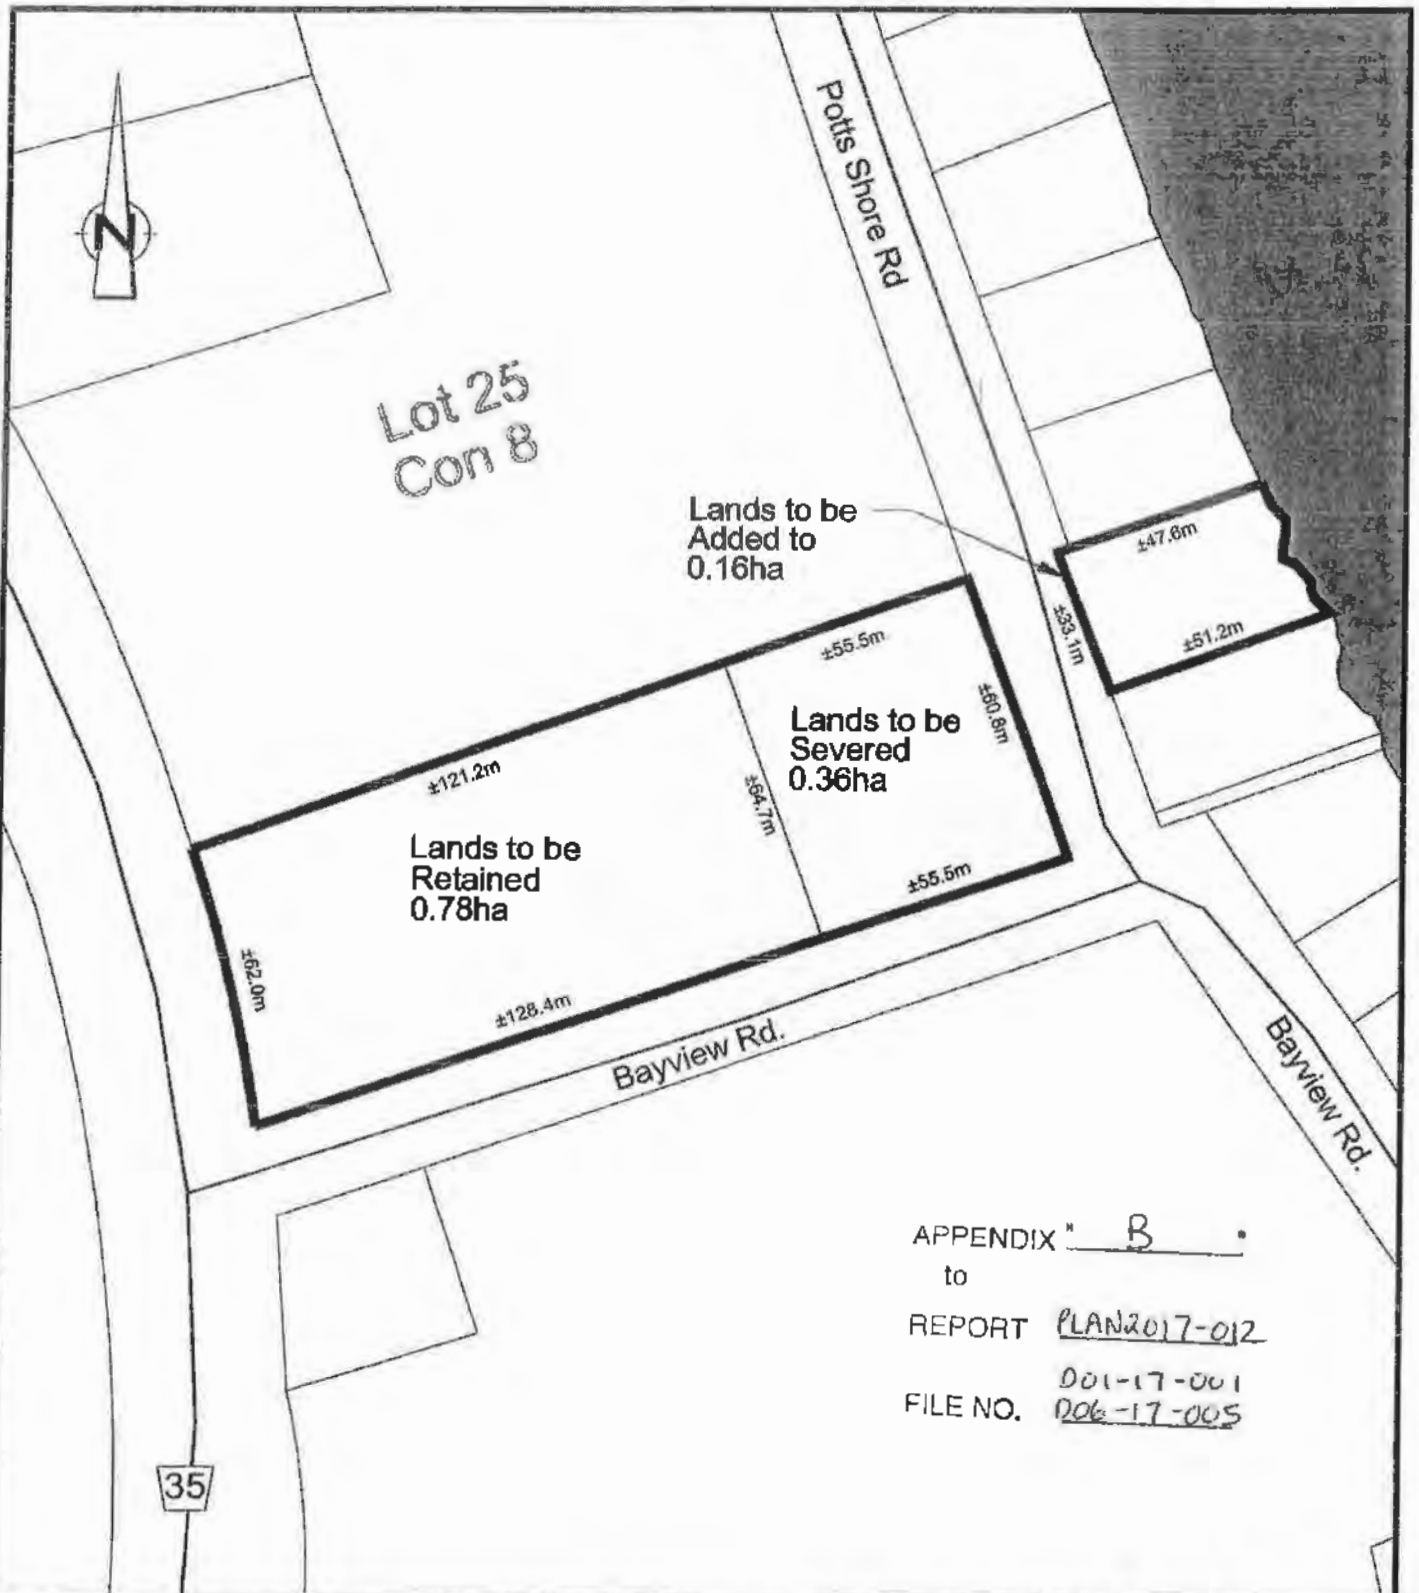 Potts Shore Rd
N
Lot 25
Con 8
Lands to be
Added to
0.16ha
±47.6m
±33.1m
±51.2m
±55.5m
±60.8m
Lands to be
Severed
0.36ha
±121.2m
±64.7m
Lands to be
Retained
0.78ha
±55.5m
±62.0m
±128.4m
Bayview Rd.
Bayview Rd.
APPENDIX " B "
to
REPORT PLAN2017-012
D01-17-001
FILE NO. D06-17-005
35